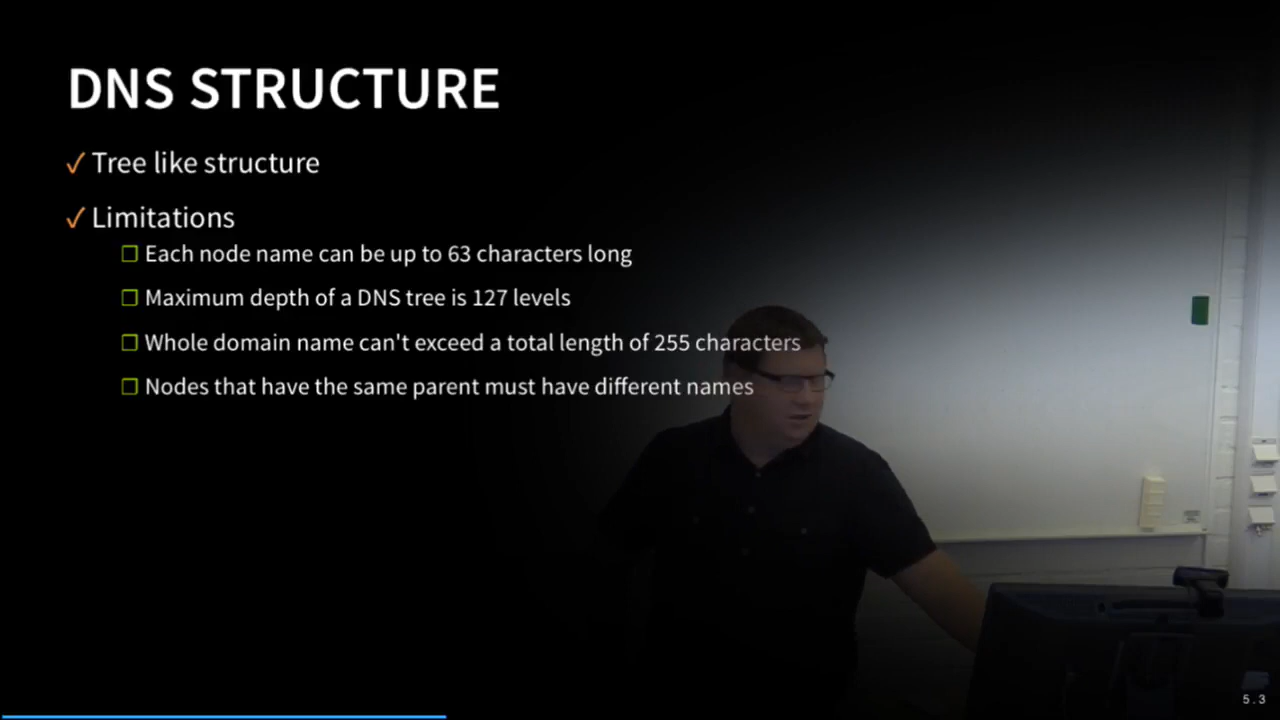 DNS STRUCTURE
✓ Tree like structure
✓ Limitations
❒ Each node name can be up to 63 characters long
❒ Maximum depth of a DNS tree is 127 levels
❒ Whole domain name can't exceed a total length of 255 characters
❒ Nodes that have the same parent must have different names
5.3